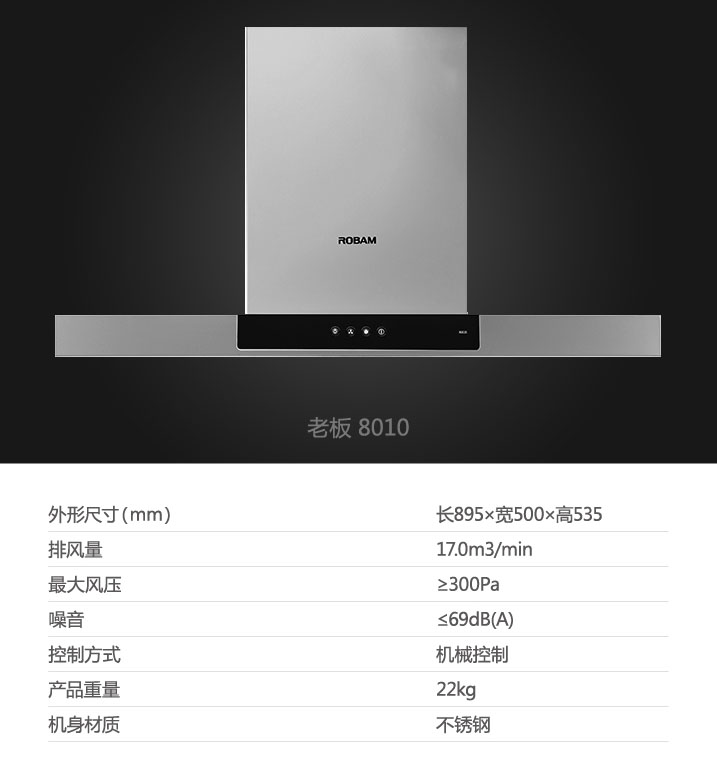 ROBAM
老板 8010
外形尺寸(mm) 长895×宽500×高535
排风量 17.0m3/min
最大风压 ≥300Pa
噪音 ≤69dB(A)
控制方式 机械控制
产品重量 22kg
机身材质 不锈钢